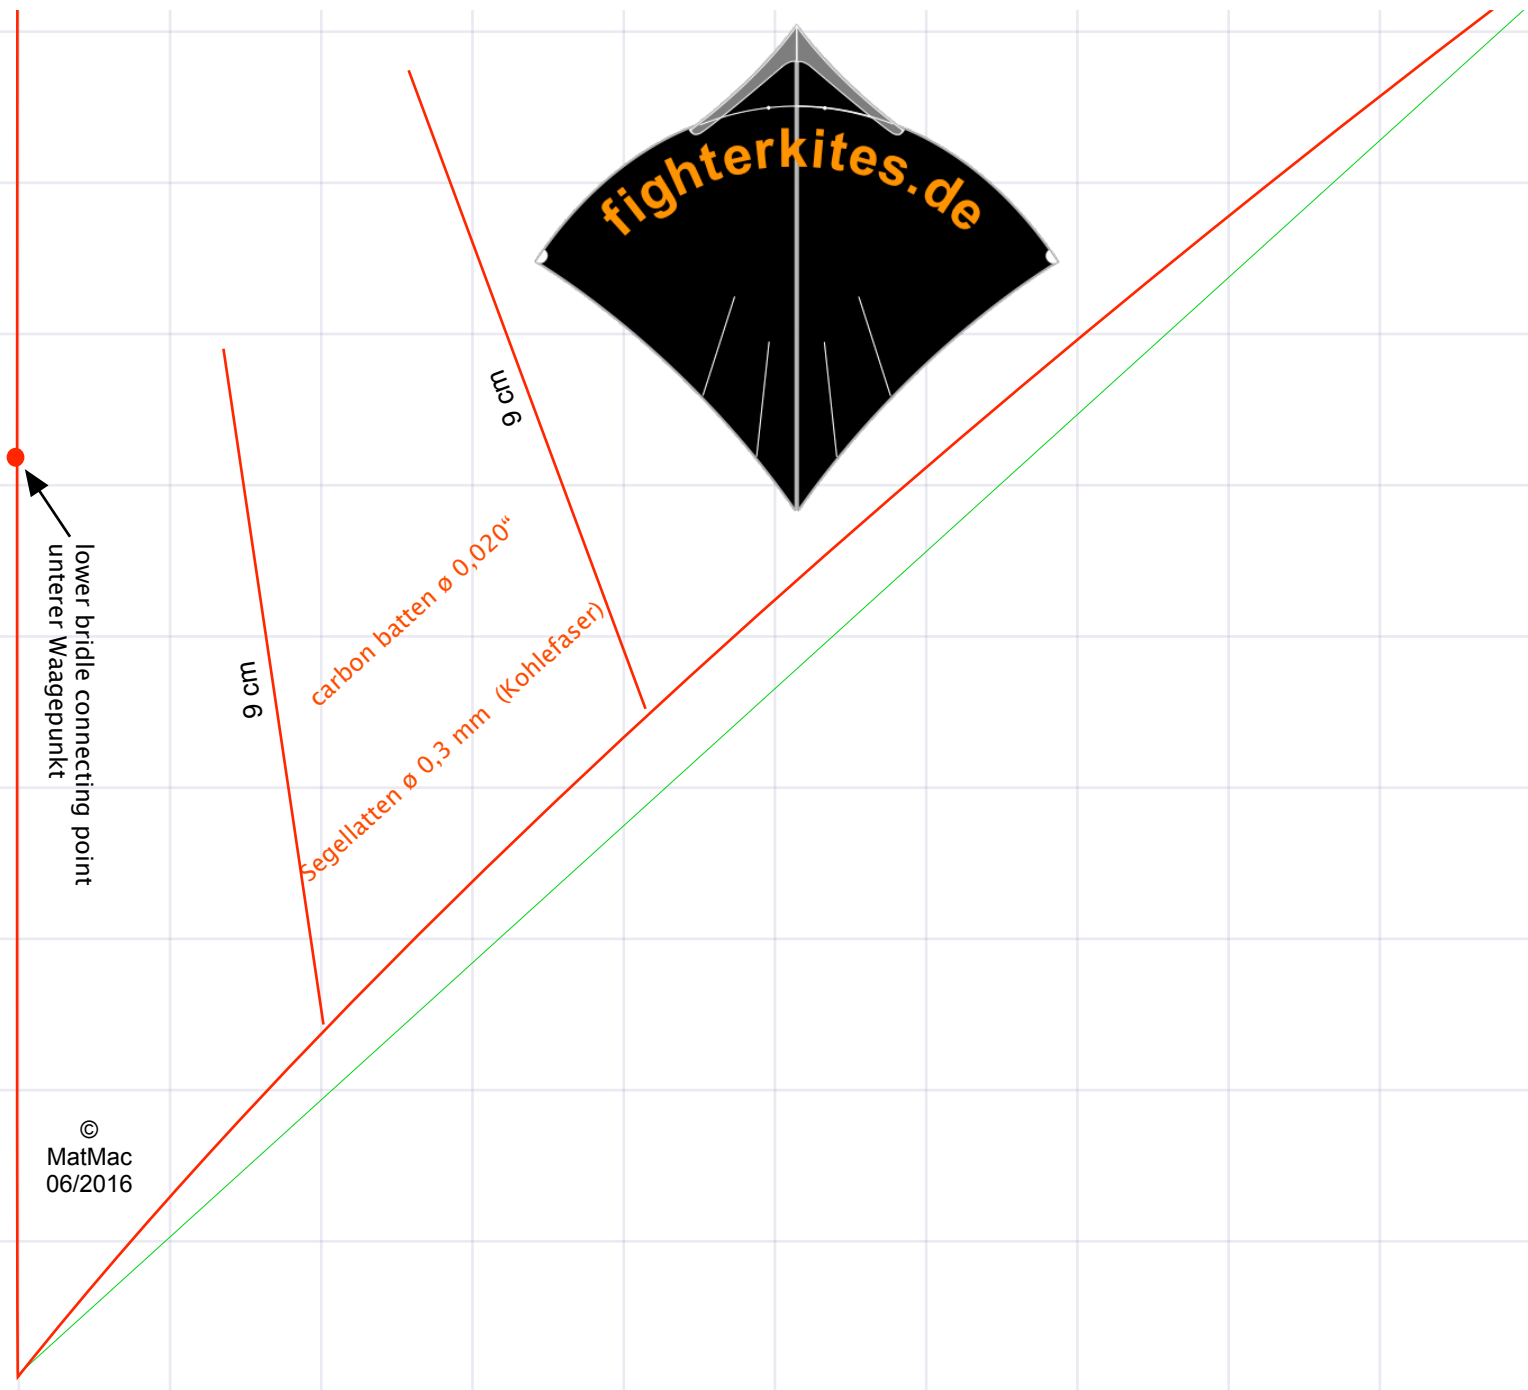 fighterkites.de
9 cm
9 cm
carbon batten ø 0,020“
Segellatten ø 0,3 mm (Kohlefaser)
lower bridle connecting point
unterer Waagepunkt
©
MatMac
06/2016